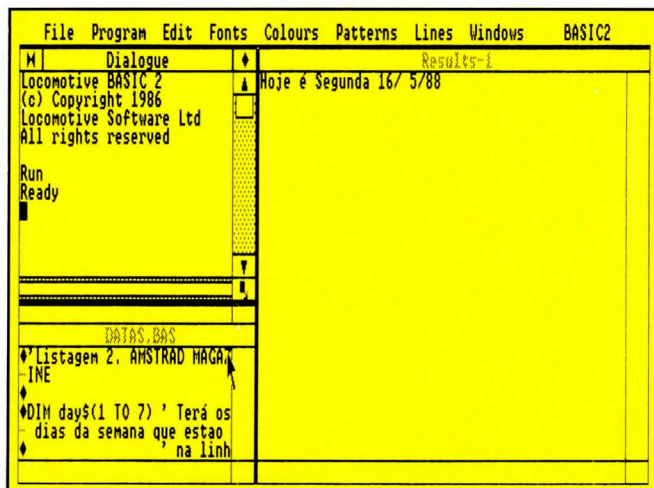 File Program Edit Fonts Colours Patterns Lines Windows BASIC2
Dialogue
Locomotive BASIC 2
(c) Copyright 1986
Locomotive Software Ltd
All rights reserved
Run
Ready
Results-1
Hoje é Segunda 16/ 5/88
DATAS.BAS
'Listagem 2. AMSTRAD MAGAZ
INE
DIM day$(1 TO 7) ' Terá os
dias da semana que estao
' na linh